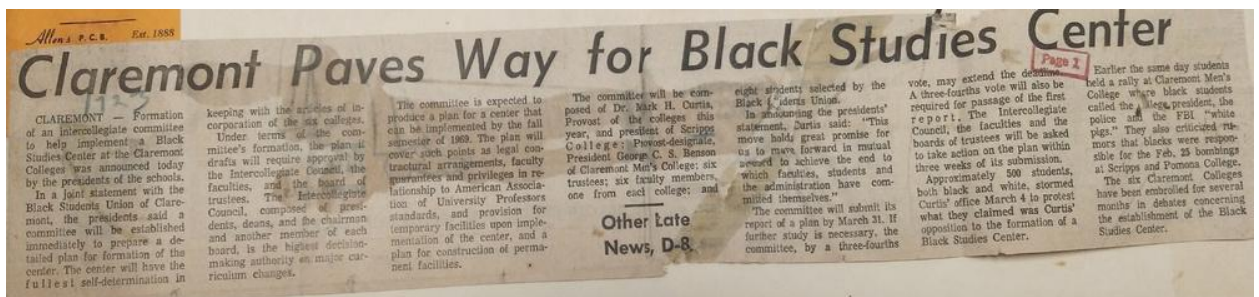 Allen's P.C.B. Est. 1888
Claremont Paves Way for Black Studies Center
Page 1
CLAREMONT — Formation
of an intercollegiate committee
to help implement a Black
Studies Center at the Claremont
Colleges was announced today
by the presidents of the schools.
In a joint statement with the
Black Students Union of Clare-
mont, the presidents said a
committee will be established
immediately to prepare a de-
tailed plan for formation of the
center. The center will have the
fullest self-determination in
keeping with the articles of in-
corporation of the six colleges.
Under terms of the com-
mittee's formation, the plan it
drafts will require approval by
the Intercollegiate Council, the
faculties, and the board of
trustees. The Intercollegiate
Council, composed of presi-
dents, deans, and the chairman
and another member of each
board, is the highest decision-
making authority on major cur-
riculum changes.
The committee is expected to
produce a plan for a center that
can be implemented by the fall
semester of 1969. The plan will
cover such points as legal con-
tractural arrangements, faculty
guarantees and privileges in re-
lationship to American Associa-
tion of University Professors
standards, and provision for
temporary facilities upon imple-
mentation of the center, and a
plan for construction of perma-
nent facilities.
The committee will be com-
posed of Dr. Mark H. Curtis,
Provost of the colleges this
year, and president of Scripps
College; Provost-designate,
President George C. S. Benson
of Claremont Men's College; six
trustees; six faculty members,
one from each college; and
Other Late
News, D-8
eight students selected by the
Black Students Union.
In announcing the presidents'
statement, Curtis said: "This
move holds great promise for
us to move forward in mutual
accord to achieve the end to
which faculties, students and
the administration have com-
mitted themselves."
The committee will submit its
report of a plan by March 31. If
further study is necessary, the
committee, by a three-fourths
vote, may extend the deadline.
A three-fourths vote will also be
required for passage of the first
report. The Intercollegiate
Council, the faculties and the
boards of trustees will be asked
to take action on the plan within
three weeks of its submission.
Approximately 500 students,
both black and white, stormed
Curtis' office March 4 to protest
what they claimed was Curtis'
opposition to the formation of a
Black Studies Center.
Earlier the same day students
held a rally at Claremont Men's
College where black students
called the college president, the
police and the FBI "white
pigs." They also criticized ru-
mors that blacks were respon-
sible for the Feb. 25 bombings
at Scripps and Pomona College.
The six Claremont Colleges
have been embroiled for several
months in debates concerning
the establishment of the Black
Studies Center.